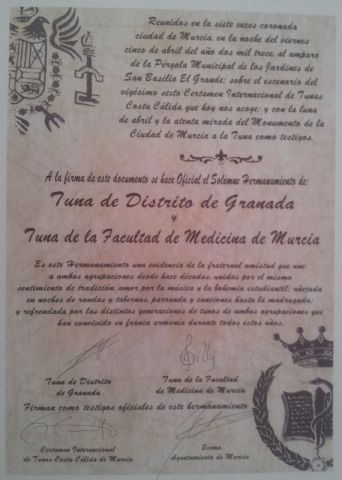 Reunidos en la siete veces coronada
ciudad de Murcia, en la noche del viernes
cinco de abril del año dos mil trece, al amparo
de la Pérgola Municipal de los Jardines de
San Basilio El Grande; sobre el escenario del
vigésimo sexto Certamen Internacional de Tunas
Costa Cálida que hoy nos acoge; y con la luna
de abril y la atenta mirada del Monumento de la
Ciudad de Murcia a la Tuna como testigos.
A la firma de este documento se hace Oficial el Solemne Hermanamiento de:
Tuna de Distrito de Granada
y
Tuna de la Facultad de Medicina de Murcia
Es este Hermanamiento una evidencia de la fraternal amistad que une
a ambas agrupaciones desde hace décadas, unidas por el mismo
sentimiento de tradición, amor por la música y la bohemia estudiantil; añejada
en noches de rondas y tabernas, parranda y canciones hasta la madrugada;
y refrendada por las distintas generaciones de tunos de ambas agrupaciones que
han convivido en franca armonía durante todos estos años.
Tuna de Distrito
de Granada
Tuna de la Facultad
de Medicina de Murcia
Firman como testigos oficiales de este hermanamiento
Certamen Internacional
de Tunas Costa Cálida de Murcia
Excmo.
Ayuntamiento de Murcia